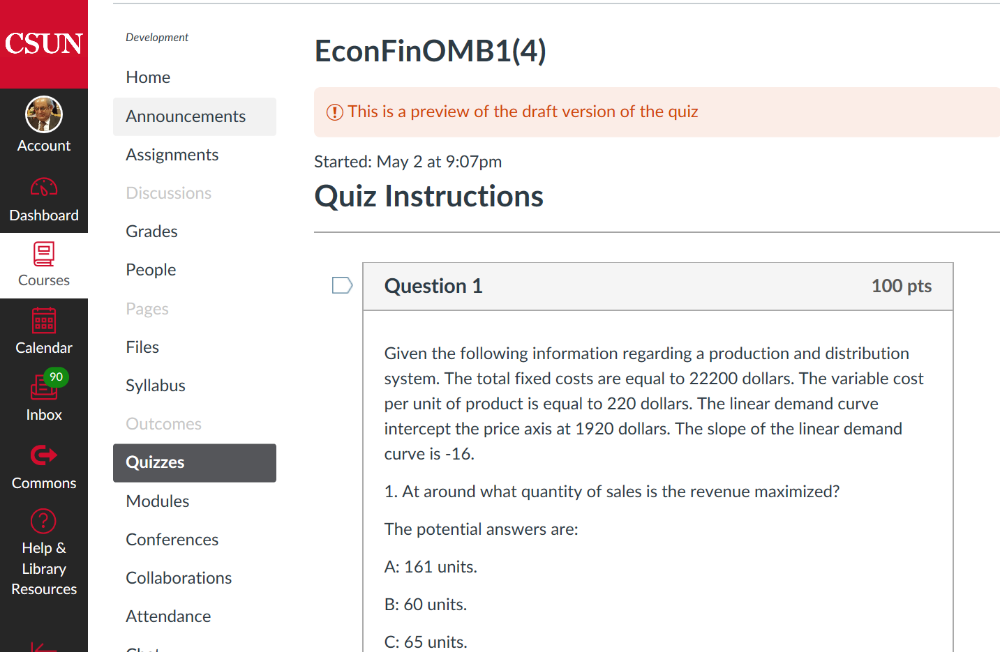 CSUN
Account
Dashboard
Courses
Calendar
90
Inbox
Commons
Help &
Library
Resources
Development
Home
Announcements
Assignments
Discussions
Grades
People
Pages
Files
Syllabus
Outcomes
Quizzes
Modules
Conferences
Collaborations
Attendance
EconFinOMB1(4)
This is a preview of the draft version of the quiz
Started: May 2 at 9:07pm
Quiz Instructions
Question 1 100 pts
Given the following information regarding a production and distribution
system. The total fixed costs are equal to 22200 dollars. The variable cost
per unit of product is equal to 220 dollars. The linear demand curve
intercept the price axis at 1920 dollars. The slope of the linear demand
curve is -16.
1. At around what quantity of sales is the revenue maximized?
The potential answers are:
A: 161 units.
B: 60 units.
C: 65 units.